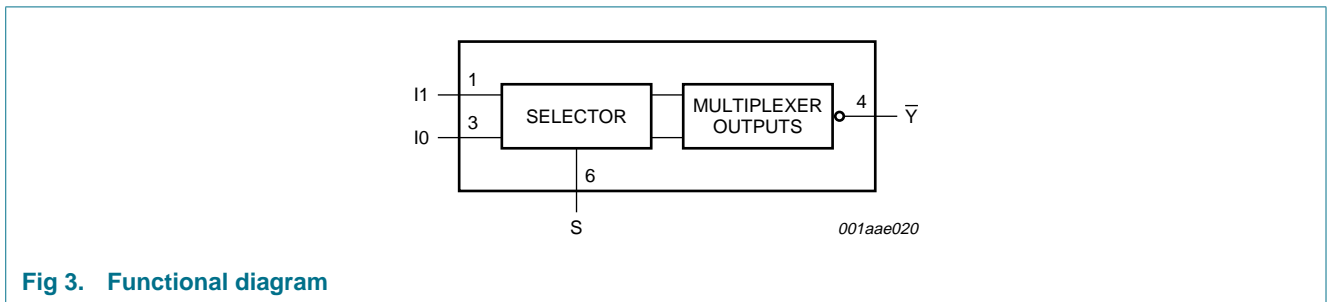 1
I1
SELECTOR
MULTIPLEXER
OUTPUTS
4
Y̅
3
I0
6
S
001aae020
Fig 3. Functional diagram